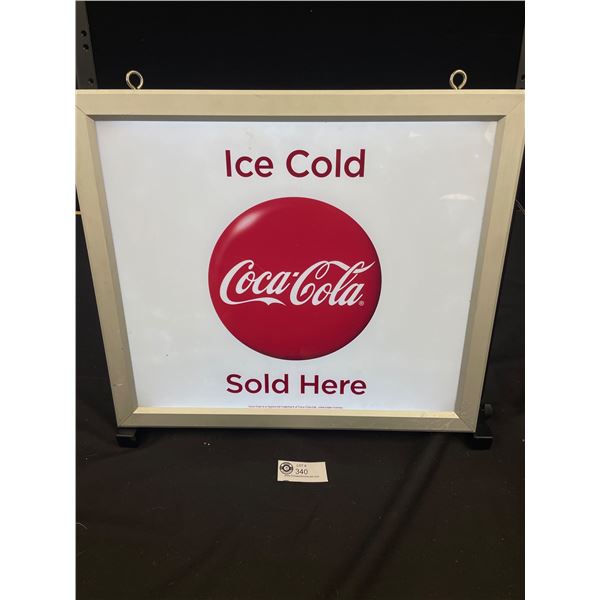 Ice Cold
Coca-Cola®
Sold Here
LOT #
340